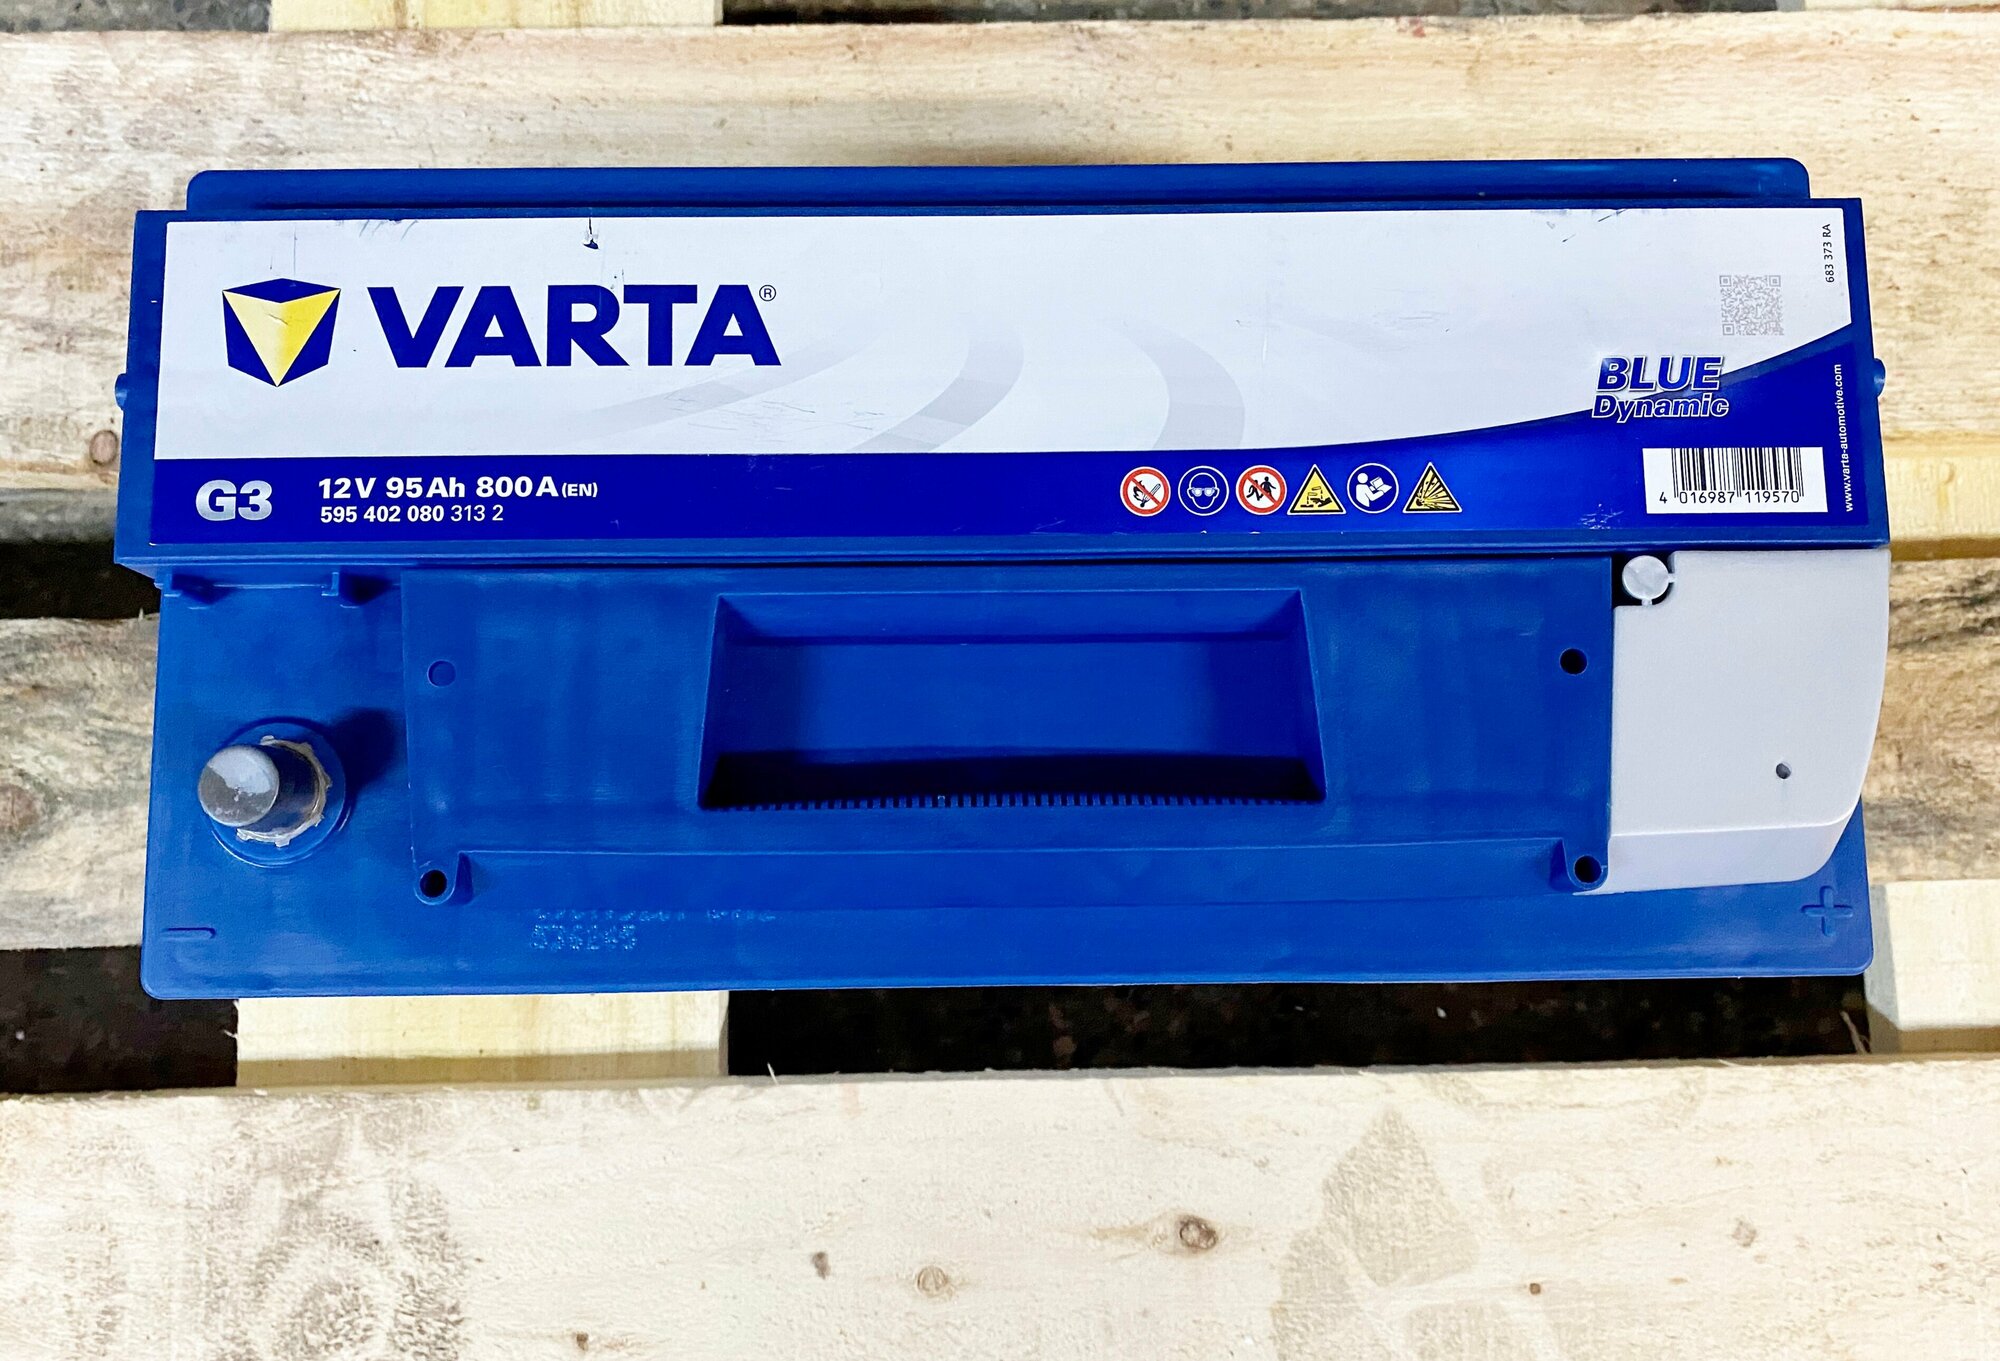 VARTA®
683 373 RA
BLUE
Dynamic
www.varta-automotive.com
G3
12V 95Ah 800A (EN)
595 402 080 313 2
4 016987 119570